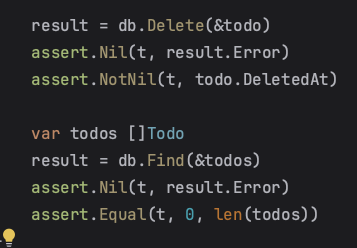 result = db.Delete(&todo)
assert.Nil(t, result.Error)
assert.NotNil(t, todo.DeletedAt)
var todos []Todo
result = db.Find(&todos)
assert.Nil(t, result.Error)
assert.Equal(t, 0, len(todos))